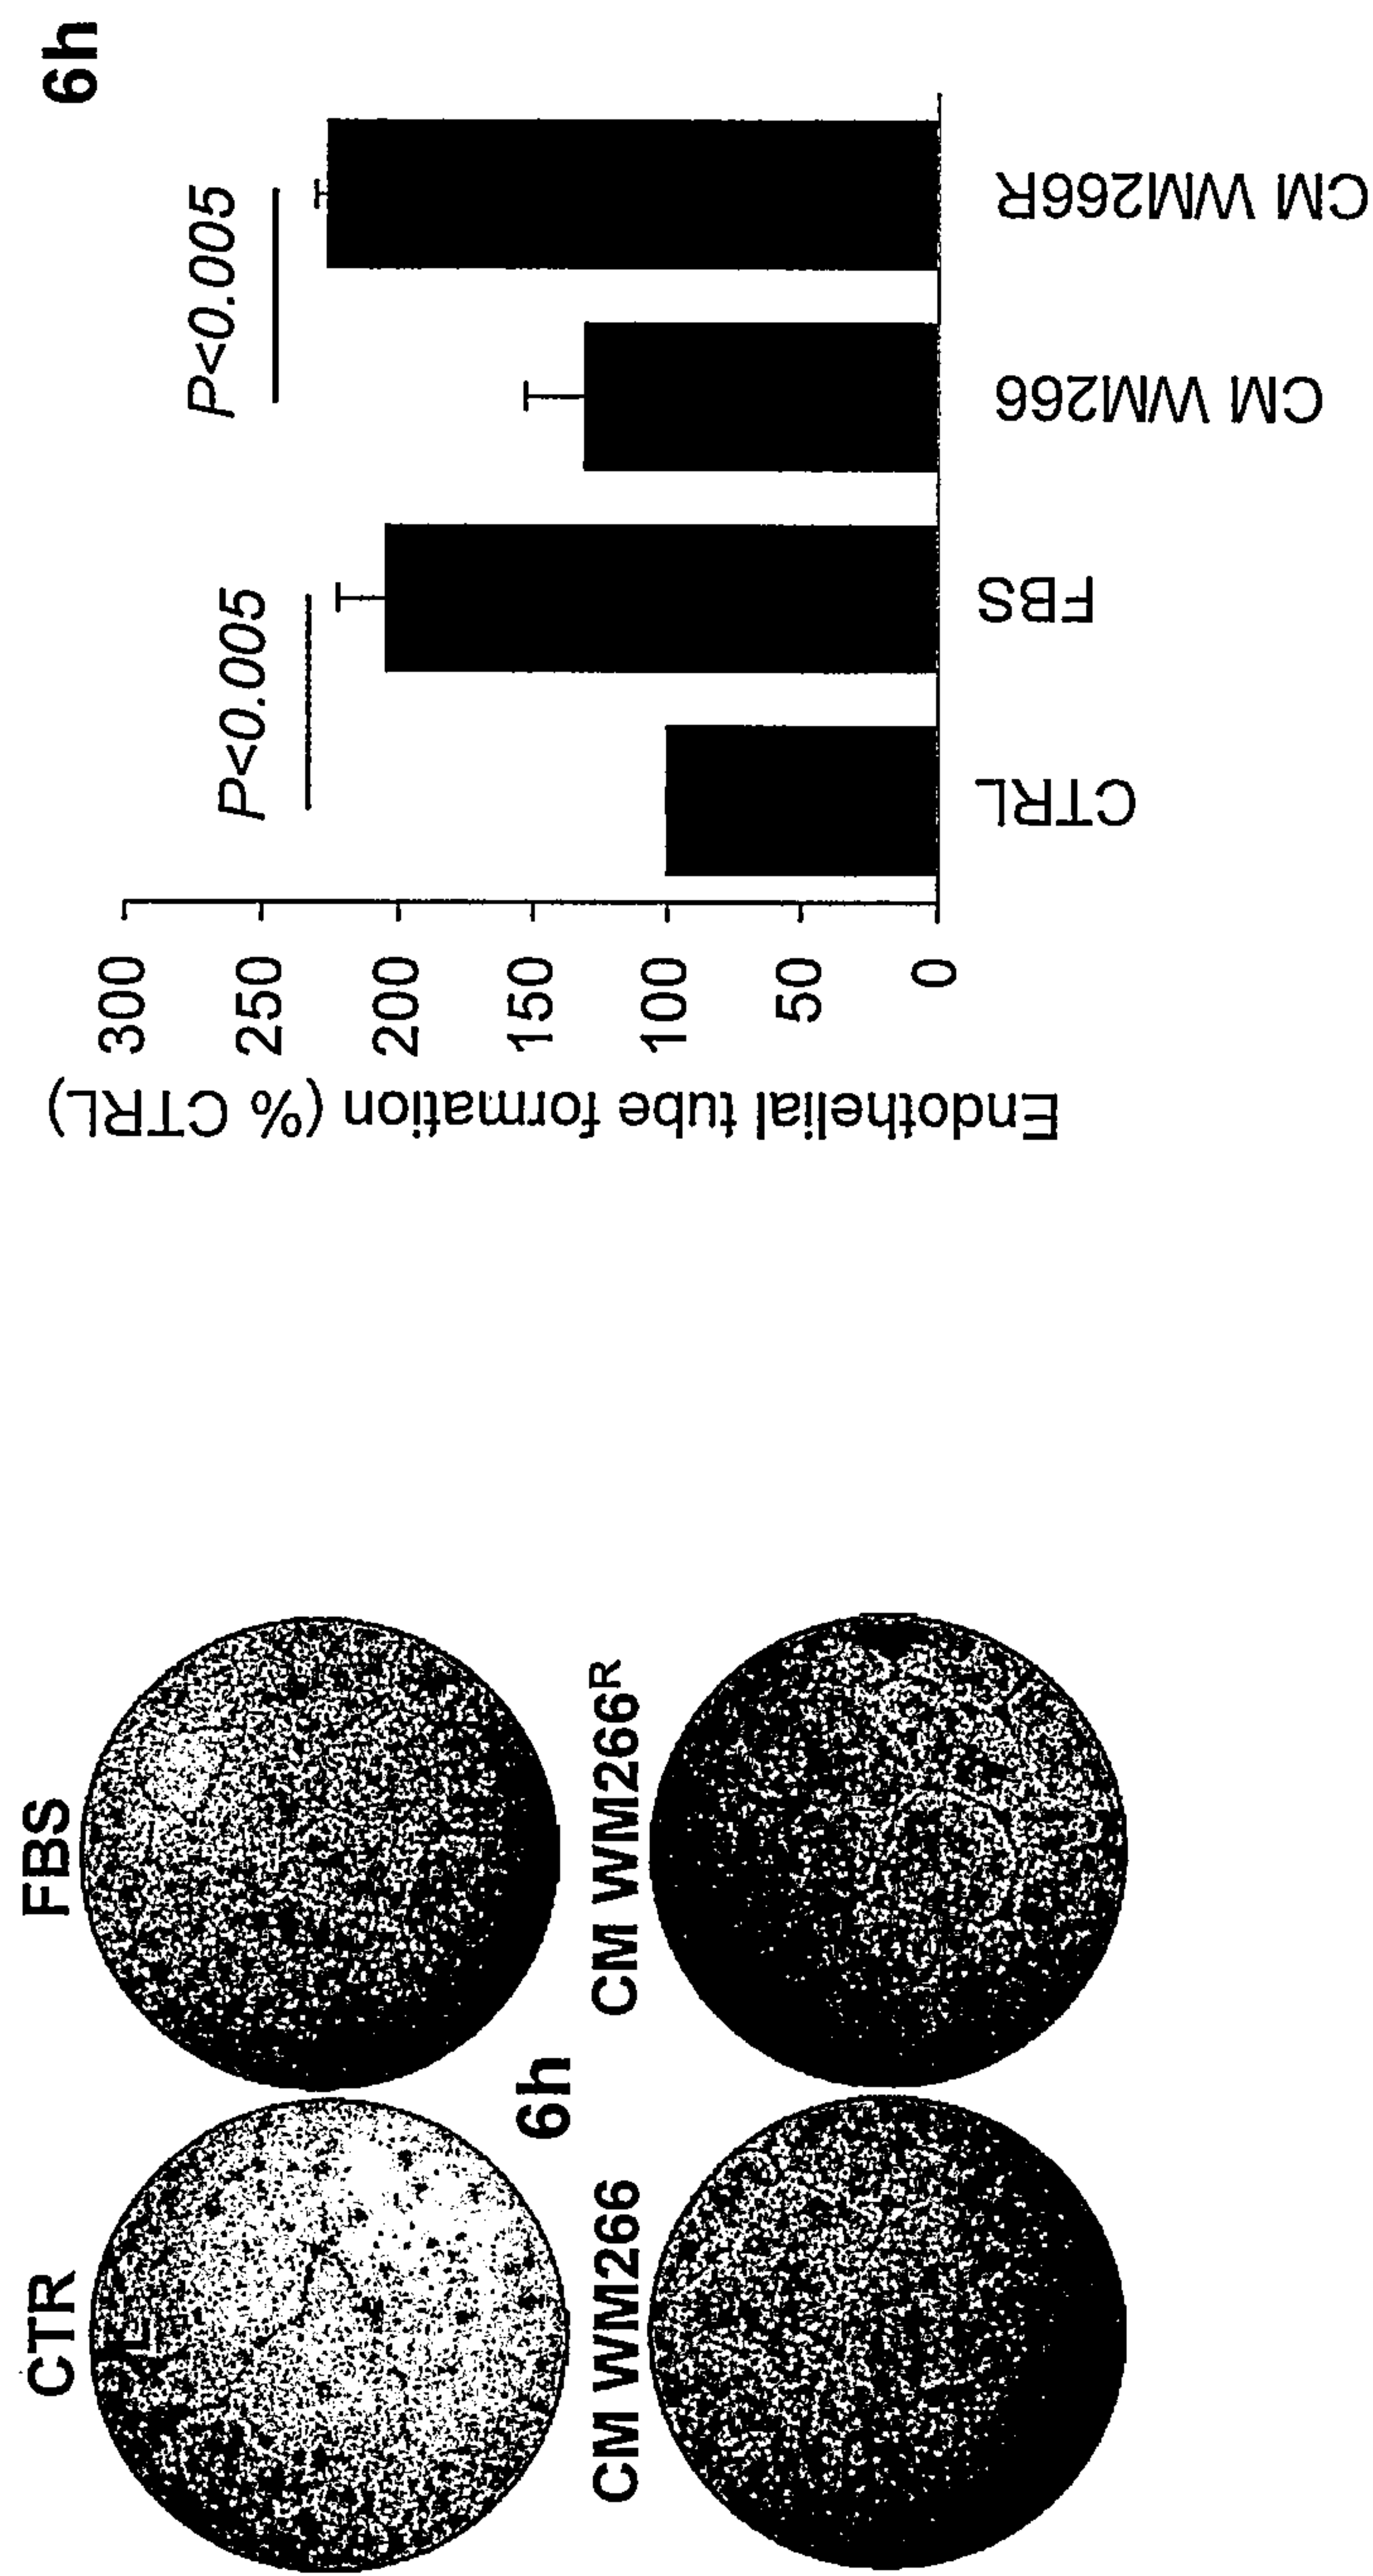 CTR
L
FBS
6h
CM WM266
CM WM266R
6h
P<0.005
P<0.005
Endothelial tube formation (% CTRL)
300
250
200
150
100
50
0
CTRL
FBS
CM WM266
CM WM266R